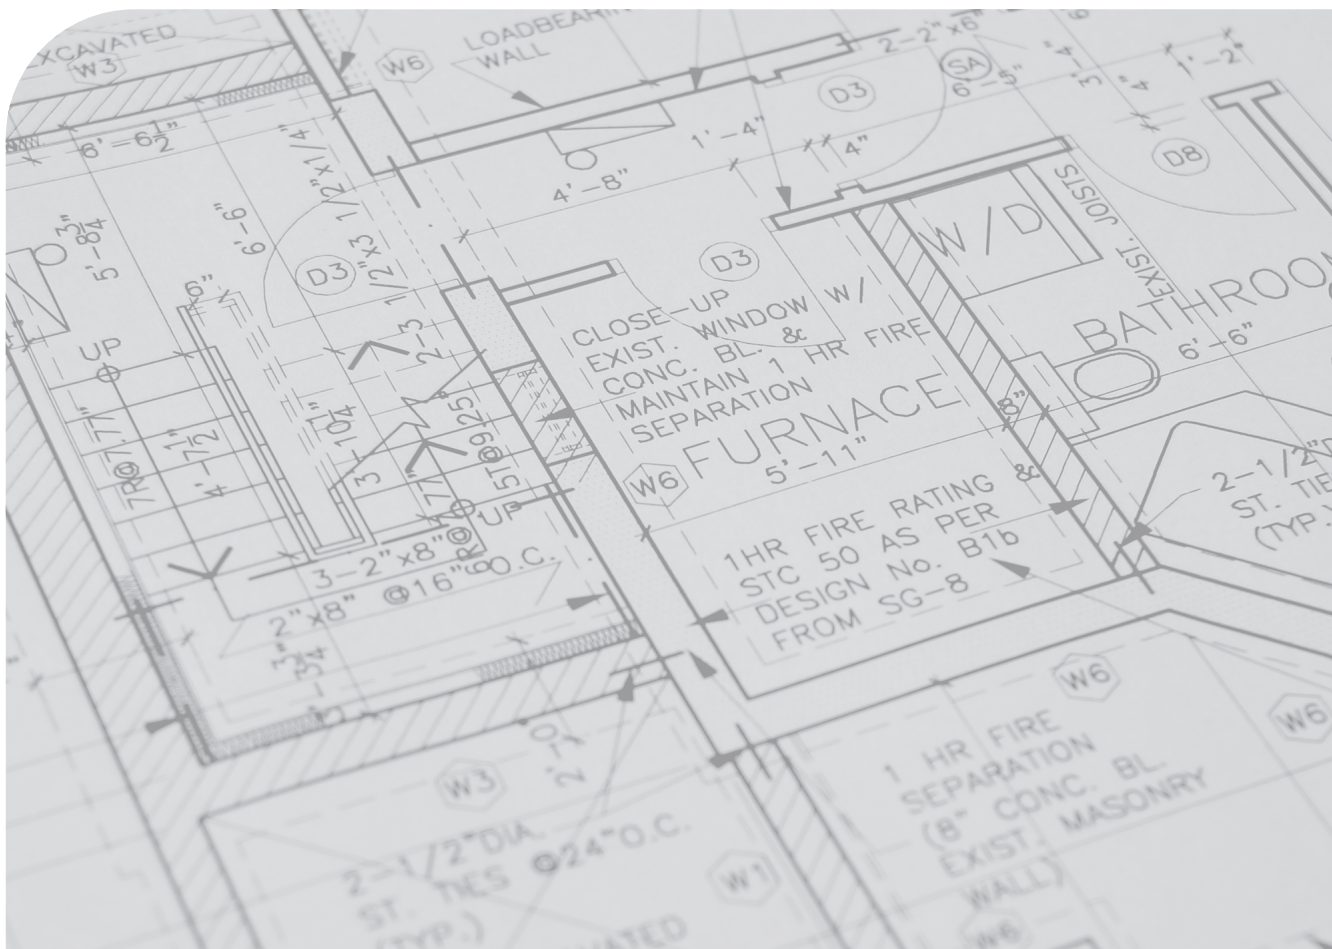 EXCAVATED
W3
W6
LOADBEARIN
WALL
2-2"x6"
SA
6'-5"
3'-4"
4"
1'-2"
D3
D8
6'-6 1/2"
1/2"x1/4"
1'-4"
4"
4'-8"
5'-8 3/4"
6'-6"
D3
1/2"x3
2-3
9"
D3
W/D
EXIST. JOISTS
BATHROOM
6'-6"
UP
CLOSE-UP
EXIST. WINDOW W/
CONC. BL. &
MAINTAIN 1 HR FIRE
SEPARATION
FURNACE
5'-11"
W6
8"
7R@7.77"
4'-7 1/2"
3'-10 1/4"
5T@9.25"
UP
3-2"x8"
@16"O.C.
2"x8"
1HR FIRE RATING &
STC 50 AS PER
DESIGN No. B1b
FROM SG-8
2-1/2"D
ST. TIE
(TYP.)
W6
W6
2'-0"
W3
1 HR FIRE
SEPARATION
(8" CONC. BL.
EXIST. MASONRY
WALL)
2-1/2"DIA.
ST. TIES @24"O.C.
(TYP.)
W1
W6
VATED